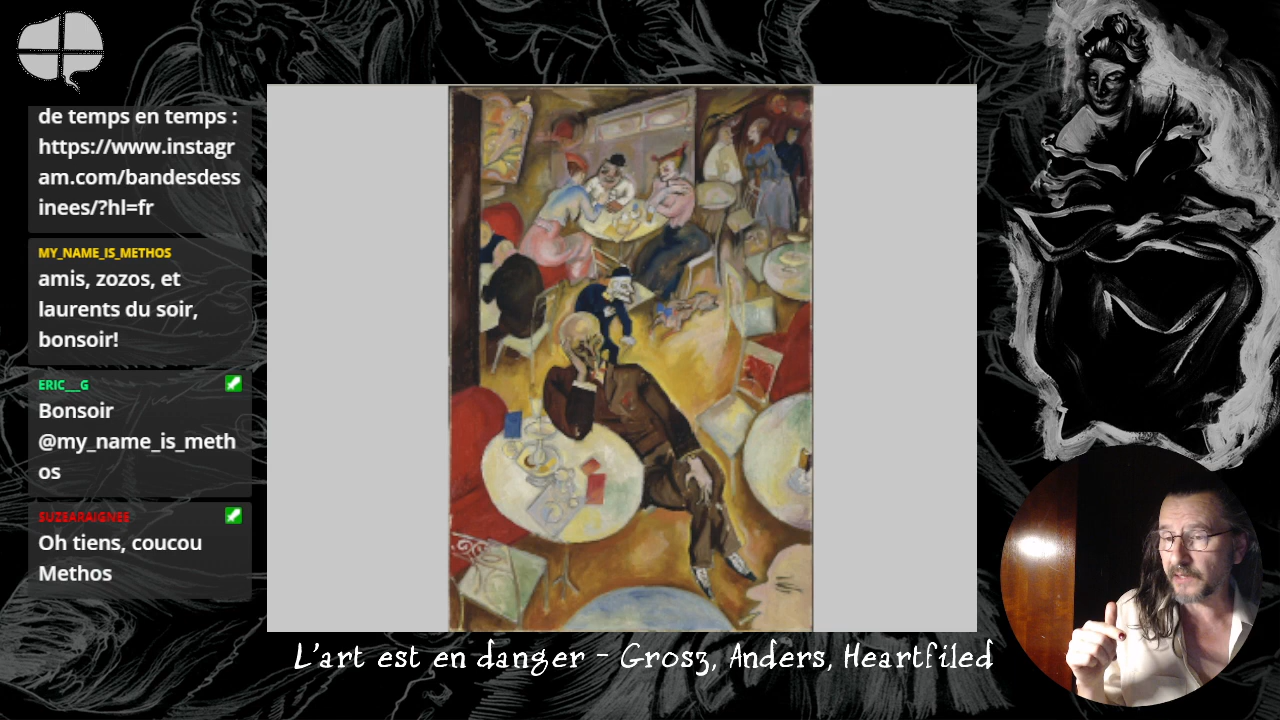 de temps en temps :
https://www.instagr
am.com/bandesdess
inees/?hl=fr
MY_NAME_IS_METHOS
amis, zozos, et
laurents du soir,
bonsoir!
ERIC__G
Bonsoir
@my_name_is_meth
os
SUZEARAIGNEE
Oh tiens, coucou
Methos
L'art est en danger - Grosz, Anders, Heartfiled